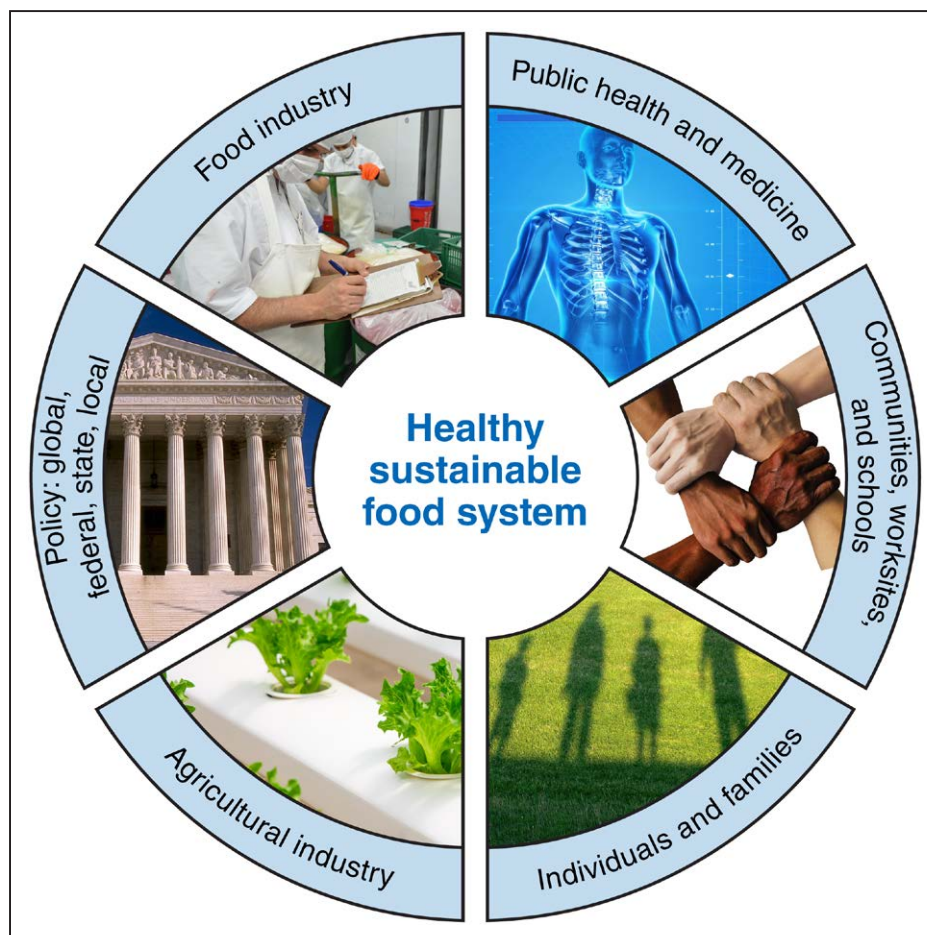 Food industry
Public health and medicine
Communities, worksites,
and schools
Individuals and families
Agricultural industry
Policy: global,
federal, state, local
Healthy
sustainable
food system